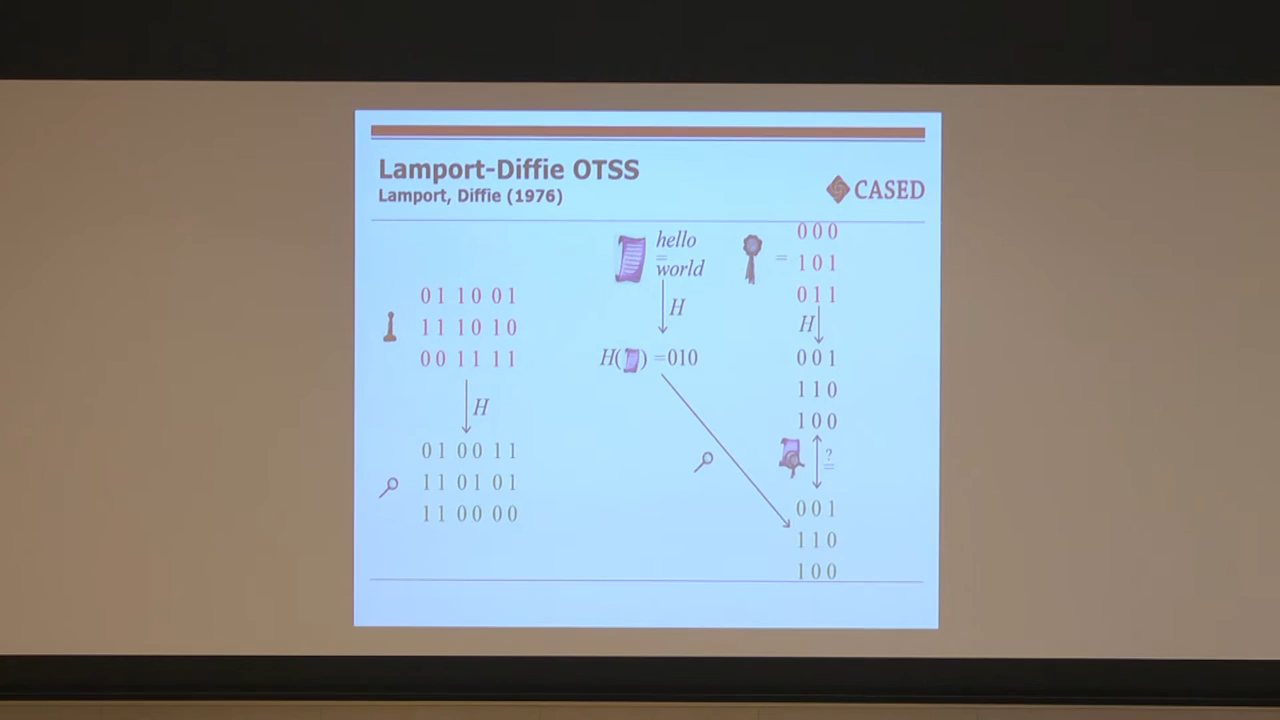 Lamport-Diffie OTSS
Lamport, Diffie (1976)
CASED
01 10 01
11 10 10
00 11 11
H
01 00 11
11 01 01
11 00 00
hello
=
world
H
H( ) =010
= 000
101
011
H
001
110
100
?
=
001
110
100